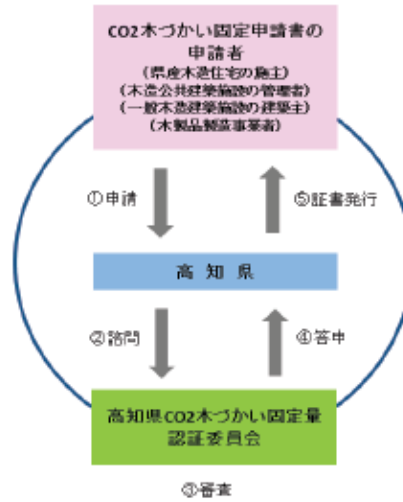 CO2木づかい固定申請書の
申請者
(県産木造住宅の施主)
(木造公共建築施設の管理者)
(一般木造建築施設の建築主)
(木製品製造事業者)
①申請
⑤証書発行
高知県
②諮問
④答申
高知県CO2木づかい固定量
認証委員会
③審査